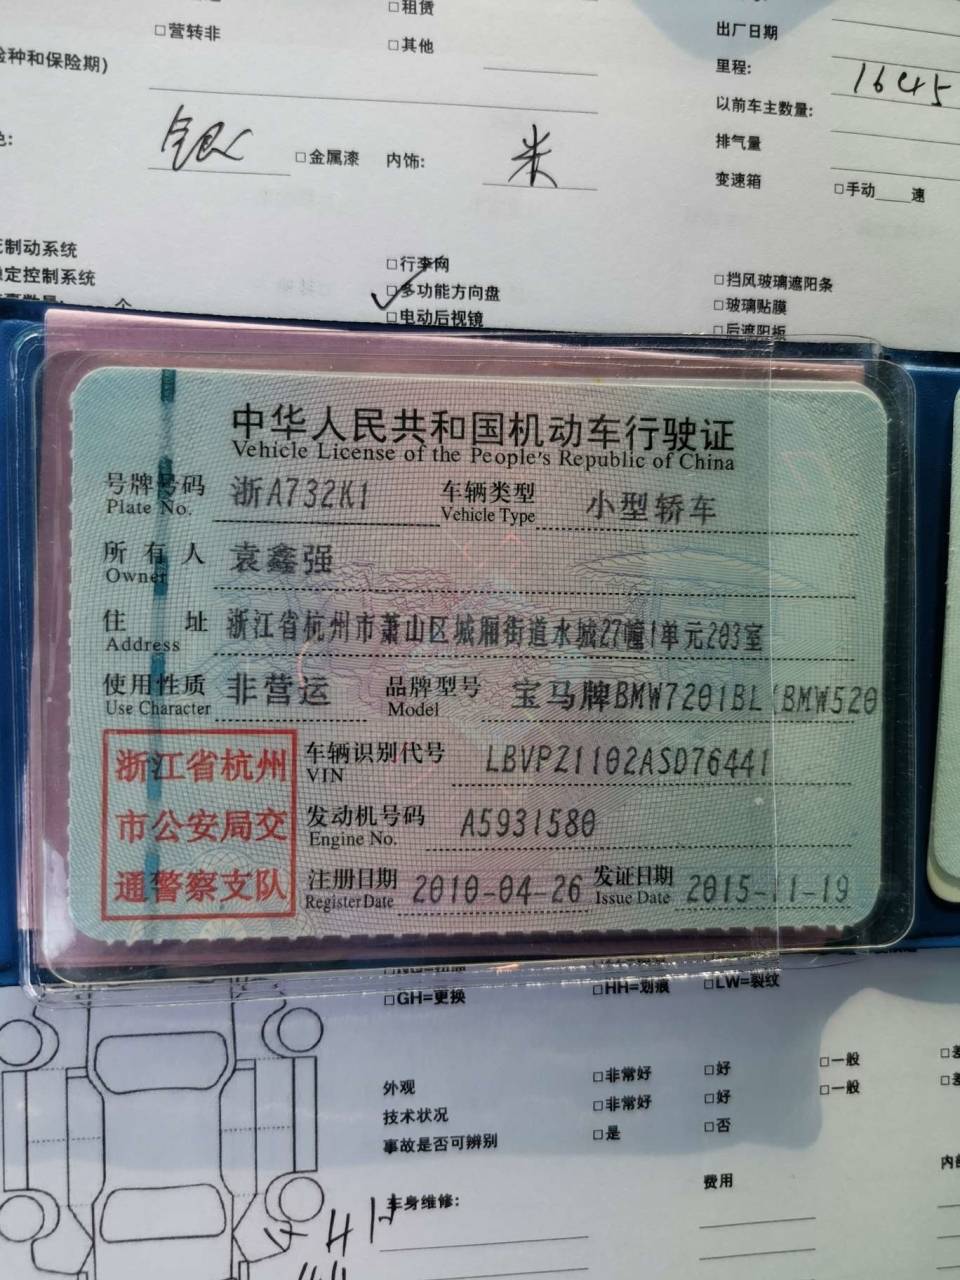 □租赁
□营转非
□其他
出厂日期
险种和保险期)
里程:
1645
以前车主数量:
银
□金属漆
内饰:
米
排气量
变速箱
□手动
速
制动系统
定控制系统
个
□行李网
□多功能方向盘
□电动后视镜
□挡风玻璃遮阳条
□玻璃贴膜
□后遮阳板
中华人民共和国机动车行驶证
Vehicle License of the People's Republic of China
号牌号码 浙A732K1 车辆类型 小型轿车
Plate No. Vehicle Type
所有人 袁鑫强
Owner
住址 浙江省杭州市萧山区城厢街道水城27幢1单元203室
Address
使用性质 非营运 品牌型号 宝马牌BMW7201BL(BMW520
Use Character Model
浙江省杭州
市公安局交
通警察支队
车辆识别代号 LBVPZ1102ASD76441
VIN
发动机号码 A5931580
Engine No.
注册日期 2010-04-26 发证日期 2015-11-19
Register Date Issue Date
□GH=更换
□HH=划痕
□LW=裂纹
外观 □非常好 □好 □一般
技术状况 □非常好 □好 □一般
事故是否可辨别 □是 □否
车身维修:
费用
H